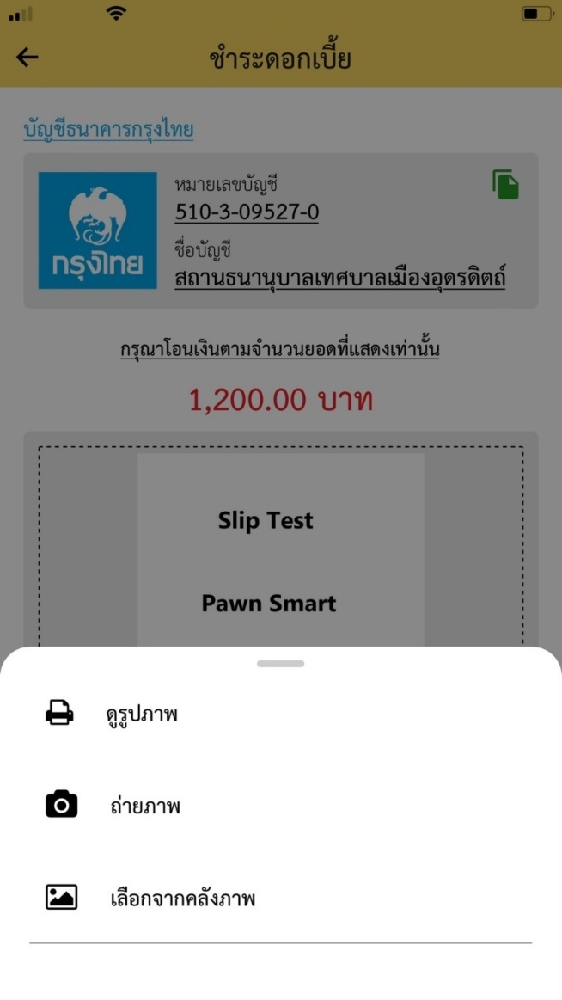 ชำระดอกเบี้ย
บัญชีธนาคารกรุงไทย
หมายเลขบัญชี
510-3-09527-0
ชื่อบัญชี
กรุงไทย
สถานธนานุบาลเทศบาลเมืองอุดรดิตถ์
กรุณาโอนเงินตามจำนวนยอดที่แสดงเท่านั้น
1,200.00 บาท
Slip Test
Pawn Smart
ดูรูปภาพ
ถ่ายภาพ
เลือกจากคลังภาพ